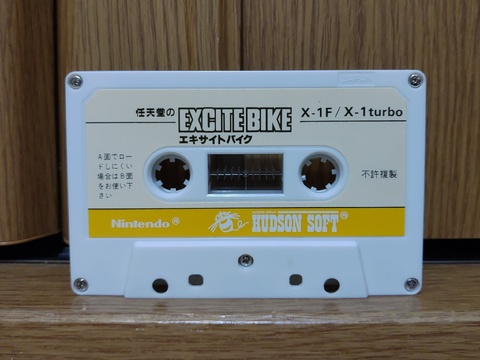 任天堂の EXCITEBIKE X-1F/X-1turbo
エキサイトバイク
A面でロー
ドしにくい
場合はB面
をお使い下
さい
不許複製
Nintendo® HUDSON SOFT®